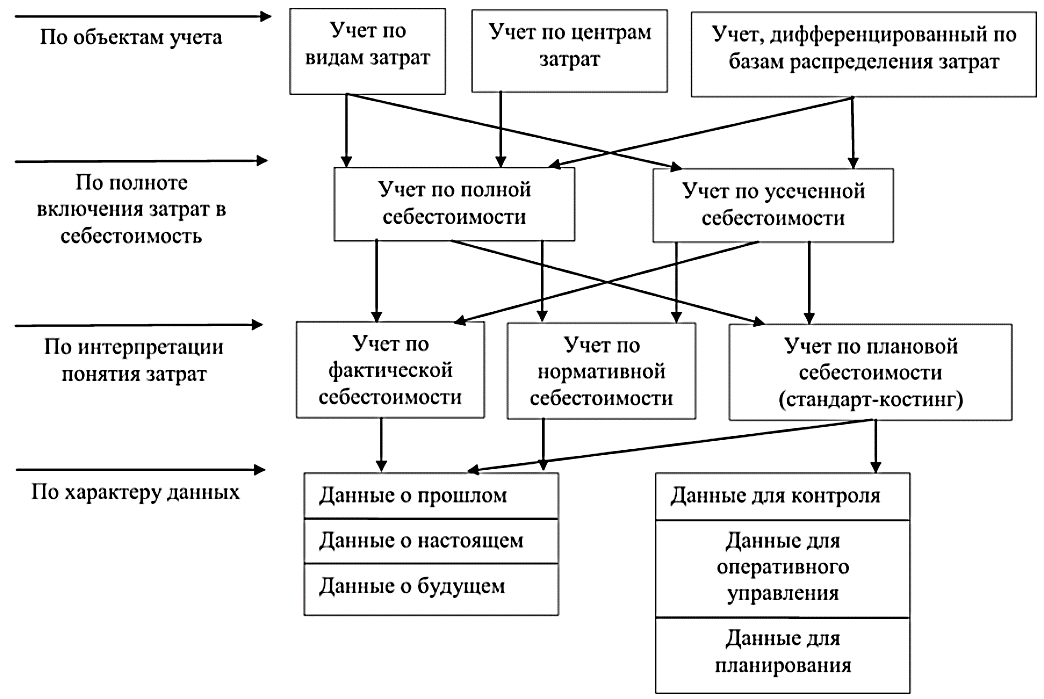 По объектам учета
Учет по
видам затрат
Учет по центрам
затрат
Учет, дифференцированный по
базам распределения затрат
По полноте
включения затрат в
себестоимость
Учет по полной
себестоимости
Учет по усеченной
себестоимости
По интерпретации
понятия затрат
Учет по
фактической
себестоимости
Учет по
нормативной
себестоимости
Учет по плановой
себестоимости
(стандарт-костинг)
По характеру данных
Данные о прошлом
Данные о настоящем
Данные о будущем
Данные для контроля
Данные для
оперативного
управления
Данные для
планирования